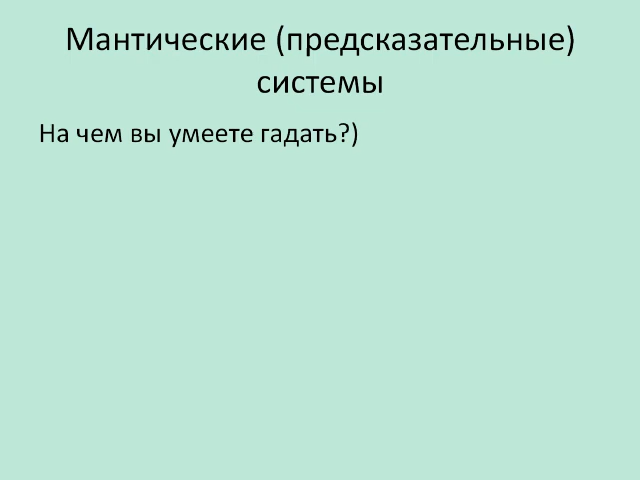 Мантические (предсказательные)
системы
На чем вы умеете гадать?)